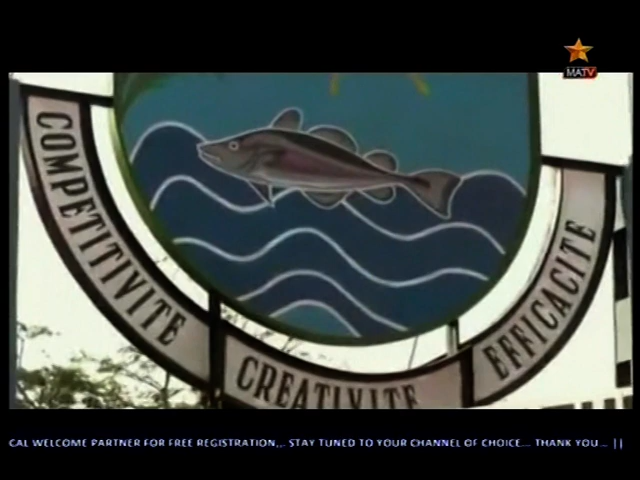 MATV
COMPETITIVITE
CREATIVITE
EFFICACITE
CAL WELCOME PARTNER FOR FREE REGISTRATION,.. STAY TUNED TO YOUR CHANNEL OF CHOICE... THANK YOU... ||